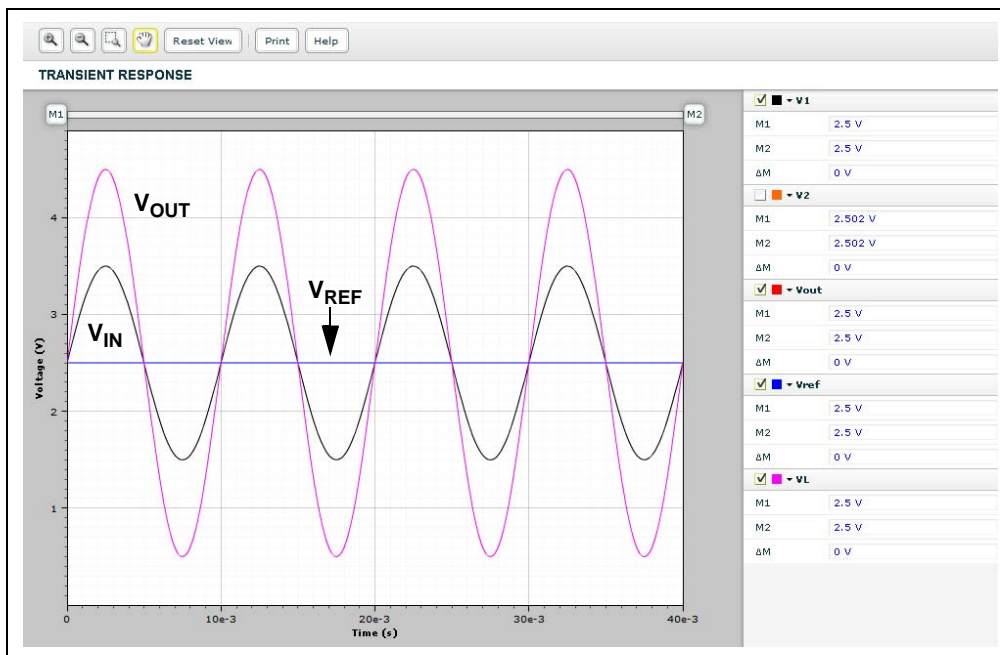 Reset View
Print
Help
TRANSIENT RESPONSE
M1
M2
VOUT
VREF
VIN
4
3
2
1
Voltage (V)
0
10e-3
20e-3
30e-3
40e-3
Time (s)
V1
M1 2.5 V
M2 2.5 V
ΔM 0 V
V2
M1 2.502 V
M2 2.502 V
ΔM 0 V
Vout
M1 2.5 V
M2 2.5 V
ΔM 0 V
Vref
M1 2.5 V
M2 2.5 V
ΔM 0 V
VL
M1 2.5 V
M2 2.5 V
ΔM 0 V